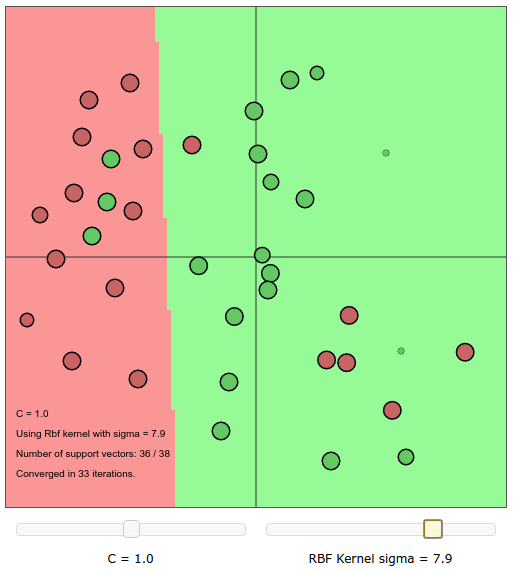 C = 1.0
Using Rbf kernel with sigma = 7.9
Number of support vectors: 36 / 38
Converged in 33 iterations.
C = 1.0
RBF Kernel sigma = 7.9